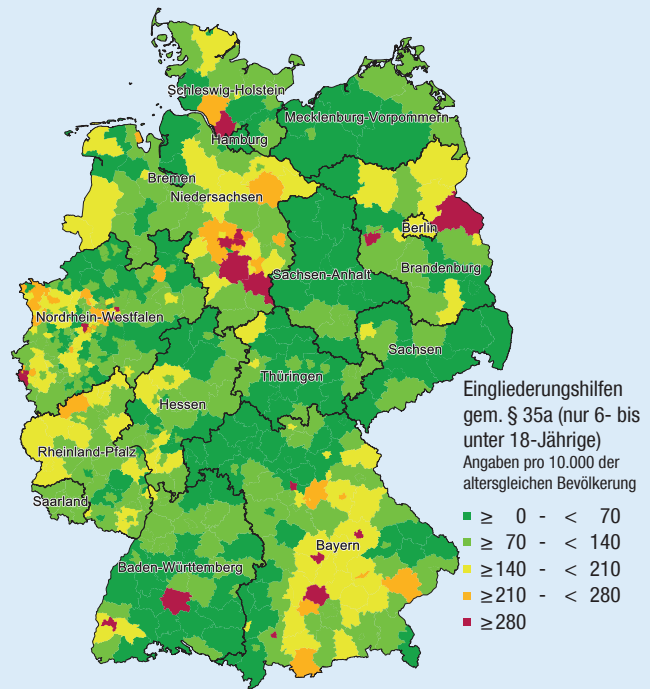 Schleswig-Holstein
Mecklenburg-Vorpommern
Hamburg
Bremen
Niedersachsen
Berlin
Sachsen-Anhalt
Brandenburg
Nordrhein-Westfalen
Sachsen
Thüringen
Hessen
Rheinland-Pfalz
Saarland
Bayern
Baden-Württemberg
Eingliederungshilfen
gem. § 35a (nur 6- bis
unter 18-Jährige)
Angaben pro 10.000 der
altersgleichen Bevölkerung
≥ 0 - < 70
≥ 70 - < 140
≥140 - < 210
≥210 - < 280
≥280